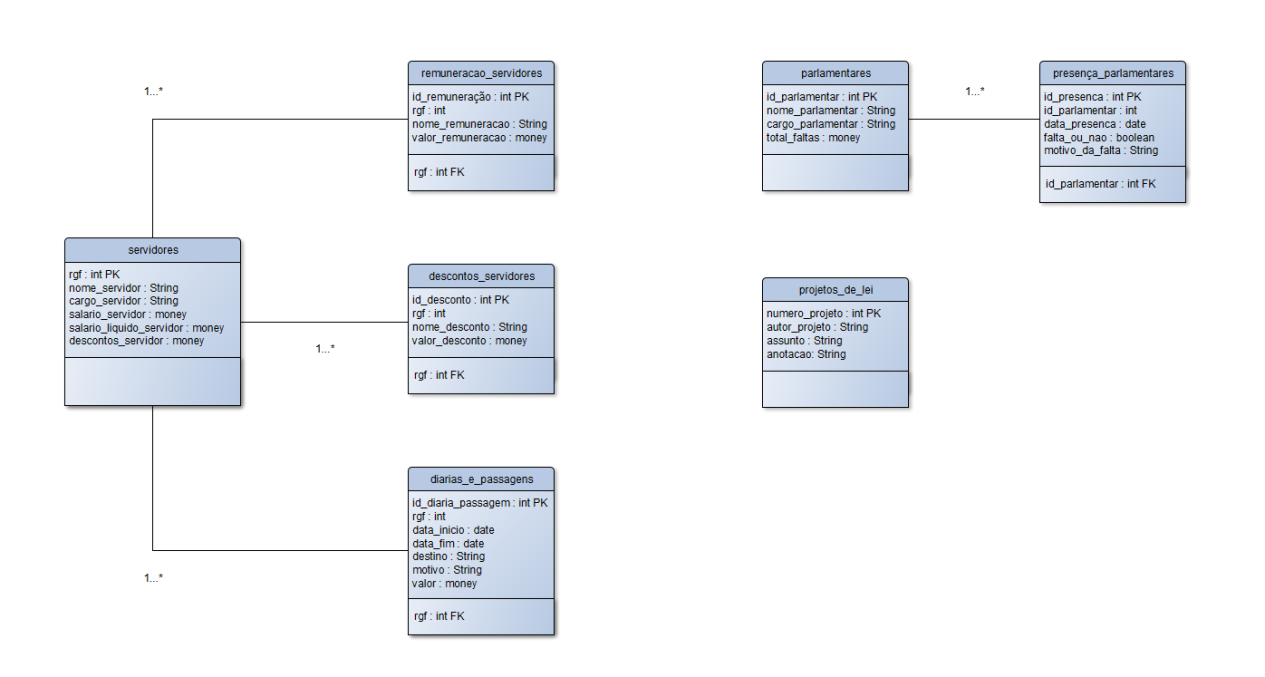 1...*
remuneracao_servidores
id_remuneração : int PK
rgf : int
nome_remuneracao : String
valor_remuneracao : money
rgf : int FK
servidores
rgf : int PK
nome_servidor : String
cargo_servidor : String
salario_servidor : money
salario_liquido_servidor : money
descontos_servidor : money
1...*
descontos_servidores
id_desconto : int PK
rgf : int
nome_desconto : String
valor_desconto : money
rgf : int FK
1...*
diarias_e_passagens
id_diaria_passagem : int PK
rgf : int
data_inicio : date
data_fim : date
destino : String
motivo : String
valor : money
rgf : int FK
parlamentares
id_parlamentar : int PK
nome_parlamentar : String
cargo_parlamentar : String
total_faltas : money
1...*
presença_parlamentares
id_presenca : int PK
id_parlamentar : int
data_presenca : date
falta_ou_nao : boolean
motivo_da_falta : String
id_parlamentar : int FK
projetos_de_lei
numero_projeto : int PK
autor_projeto : String
assunto : String
anotacao: String